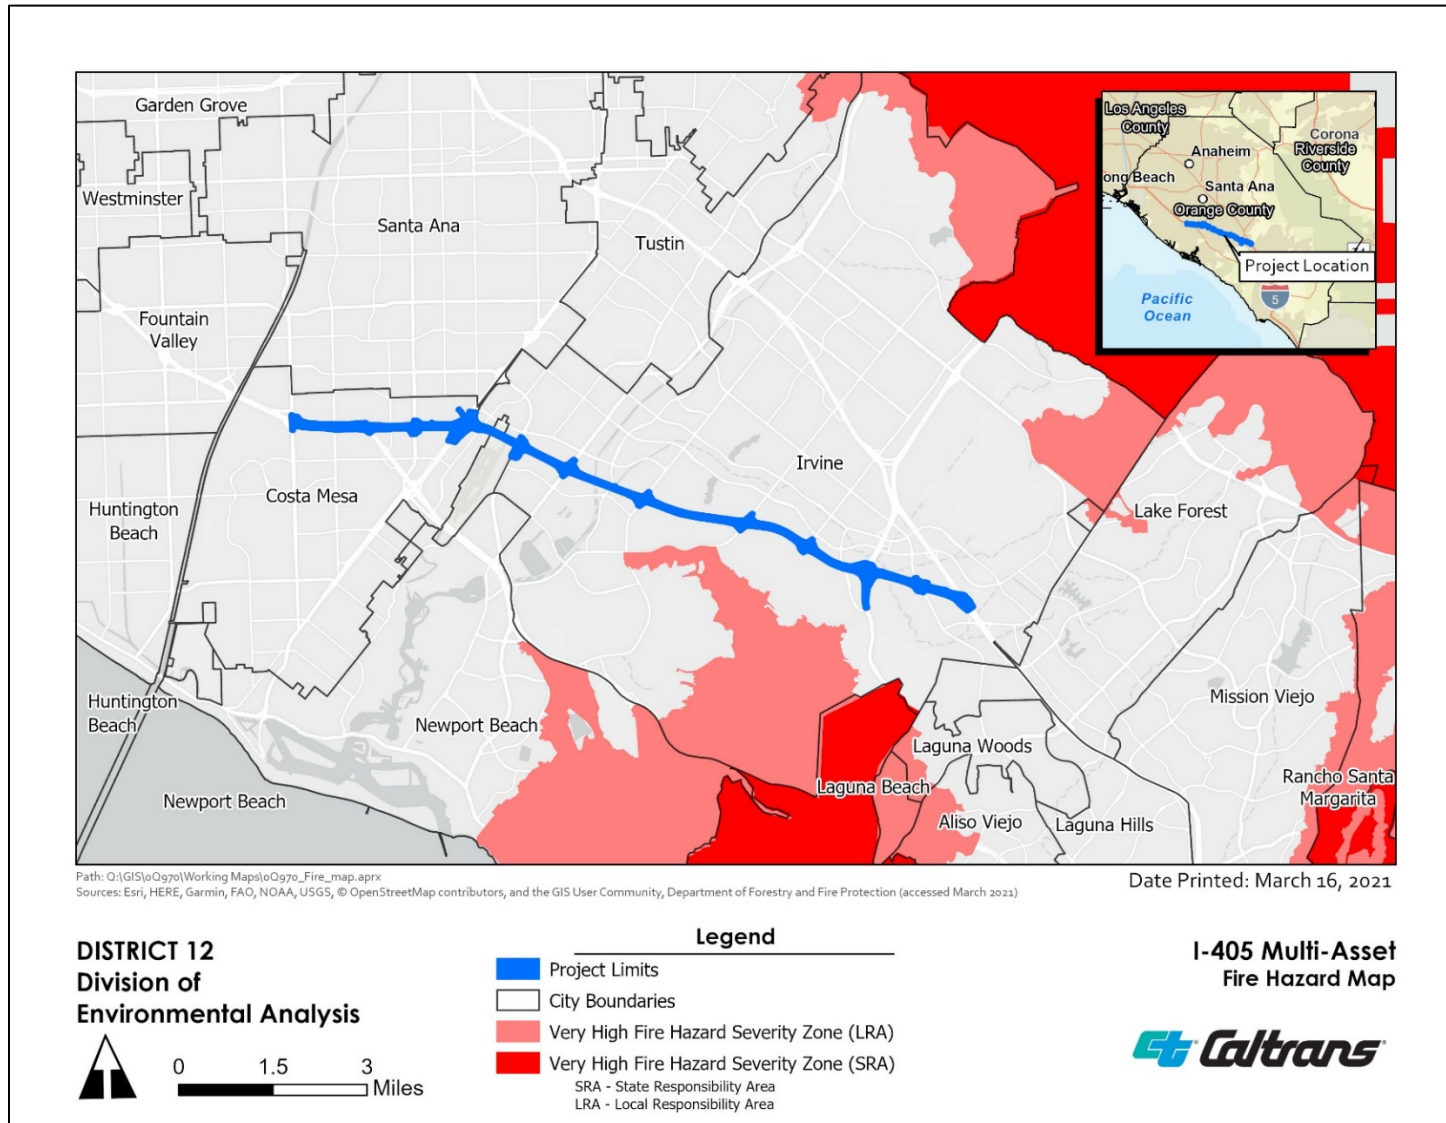 Garden Grove
Westminster
Santa Ana
Tustin
Fountain
Valley
Irvine
Costa Mesa
Huntington
Beach
Lake Forest
Huntington
Beach
Newport Beach
Newport Beach
Mission Viejo
Laguna Woods
Laguna Beach
Aliso Viejo
Laguna Hills
Rancho Santa
Margarita
Los Angeles
County
Corona
Riverside
County
Anaheim
ong Beach
Santa Ana
Orange County
Project Location
Pacific
Ocean
5
Path: Q:\GIS\0Q970\Working Maps\0Q970_Fire_map.aprx
Sources: Esri, HERE, Garmin, FAO, NOAA, USGS, © OpenStreetMap contributors, and the GIS User Community, Department of Forestry and Fire Protection (accessed March 2021)
Date Printed: March 16, 2021
DISTRICT 12
Division of
Environmental Analysis
0 1.5 3
Miles
Legend
Project Limits
City Boundaries
Very High Fire Hazard Severity Zone (LRA)
Very High Fire Hazard Severity Zone (SRA)
SRA - State Responsibility Area
LRA - Local Responsibility Area
I-405 Multi-Asset
Fire Hazard Map
ct Caltrans